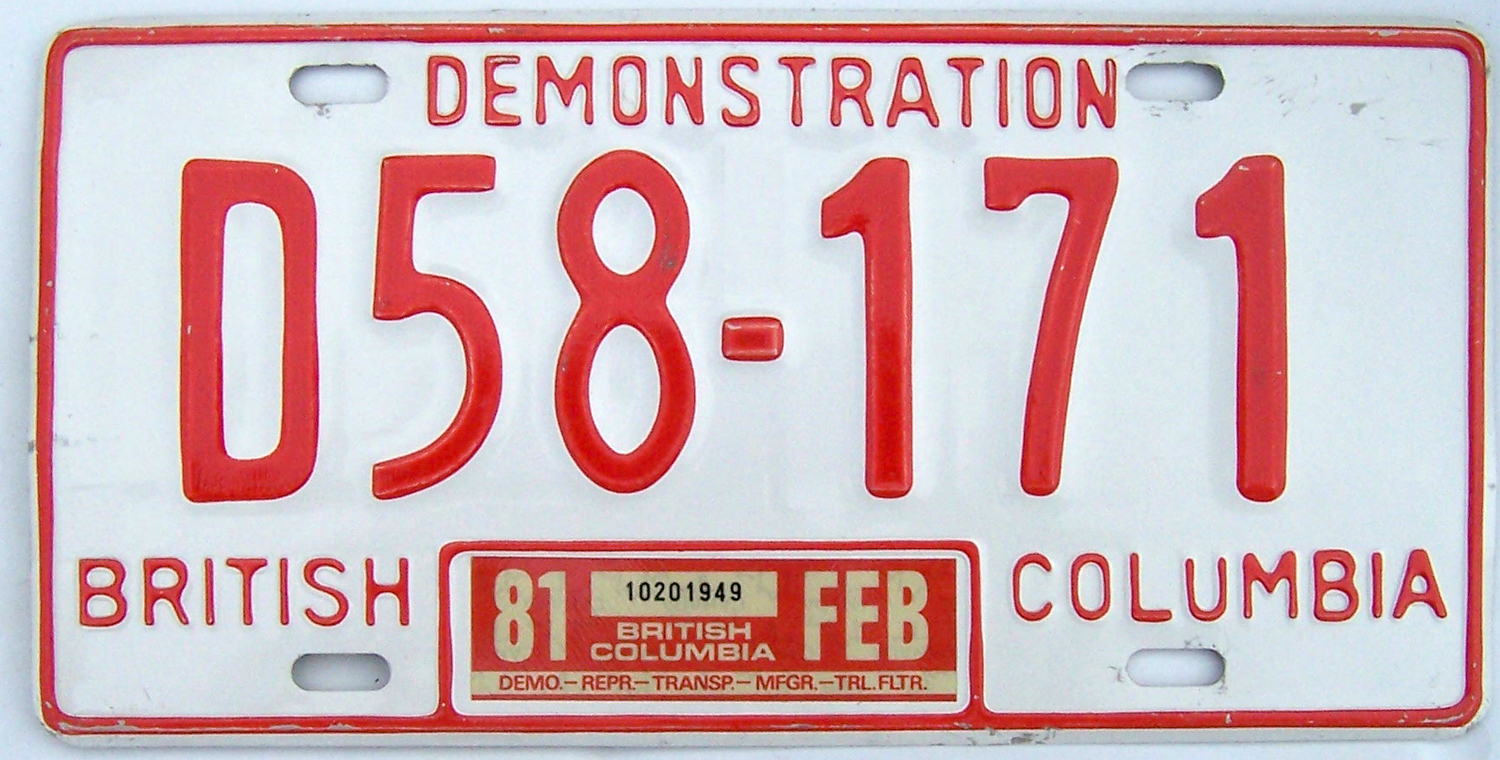 DEMONSTRATION
D58-171
BRITISH COLUMBIA
81 10201949 FEB
BRITISH
COLUMBIA
DEMO.-REPR.-TRANSP.-MFGR.-TRL.FLTR.